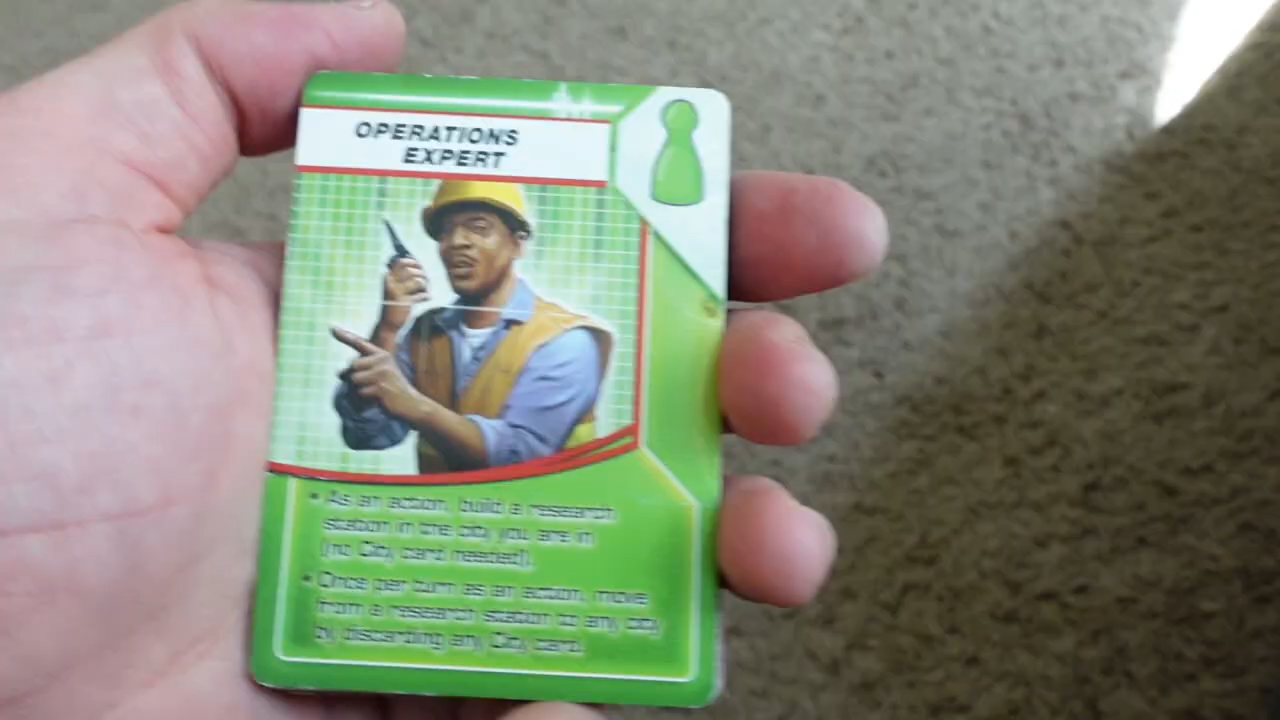 OPERATIONS
EXPERT
• As an action, build a research
station in the city you are in
(no City card needed).
• Once per turn as an action, move
from a research station to any city
by discarding any City card.